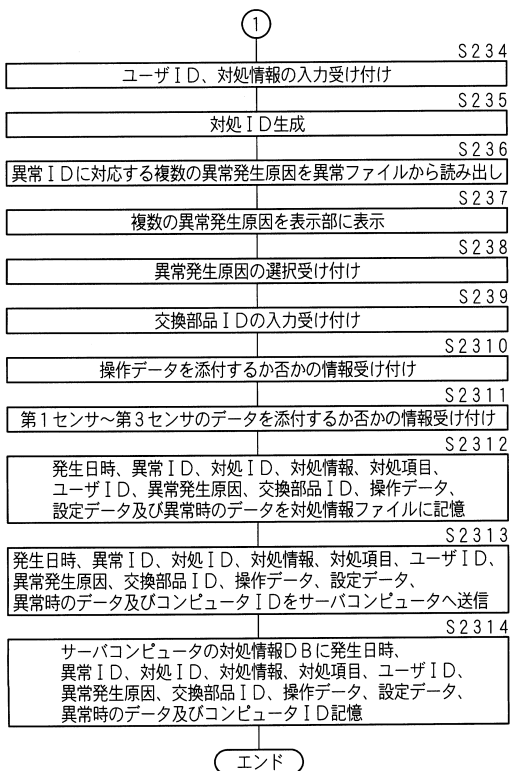 1
S234
ユーザID、対処情報の入力受け付け
S235
対処ID生成
S236
異常IDに対応する複数の異常発生原因を異常ファイルから読み出し
S237
複数の異常発生原因を表示部に表示
S238
異常発生原因の選択受け付け
S239
交換部品IDの入力受け付け
S2310
操作データを添付するか否かの情報受け付け
S2311
第1センサ~第3センサのデータを添付するか否かの情報受け付け
S2312
発生日時、異常ID、対処ID、対処情報、対処項目、
ユーザID、異常発生原因、交換部品ID、操作データ、
設定データ及び異常時のデータを対処情報ファイルに記憶
S2313
発生日時、異常ID、対処ID、対処情報、対処項目、ユーザID、
異常発生原因、交換部品ID、操作データ、設定データ、
異常時のデータ及びコンピュータIDをサーバコンピュータへ送信
S2314
サーバコンピュータの対処情報DBに発生日時、
異常ID、対処ID、対処情報、対処項目、ユーザID、
異常発生原因、交換部品ID、操作データ、設定データ、
異常時のデータ及びコンピュータID記憶
エンド